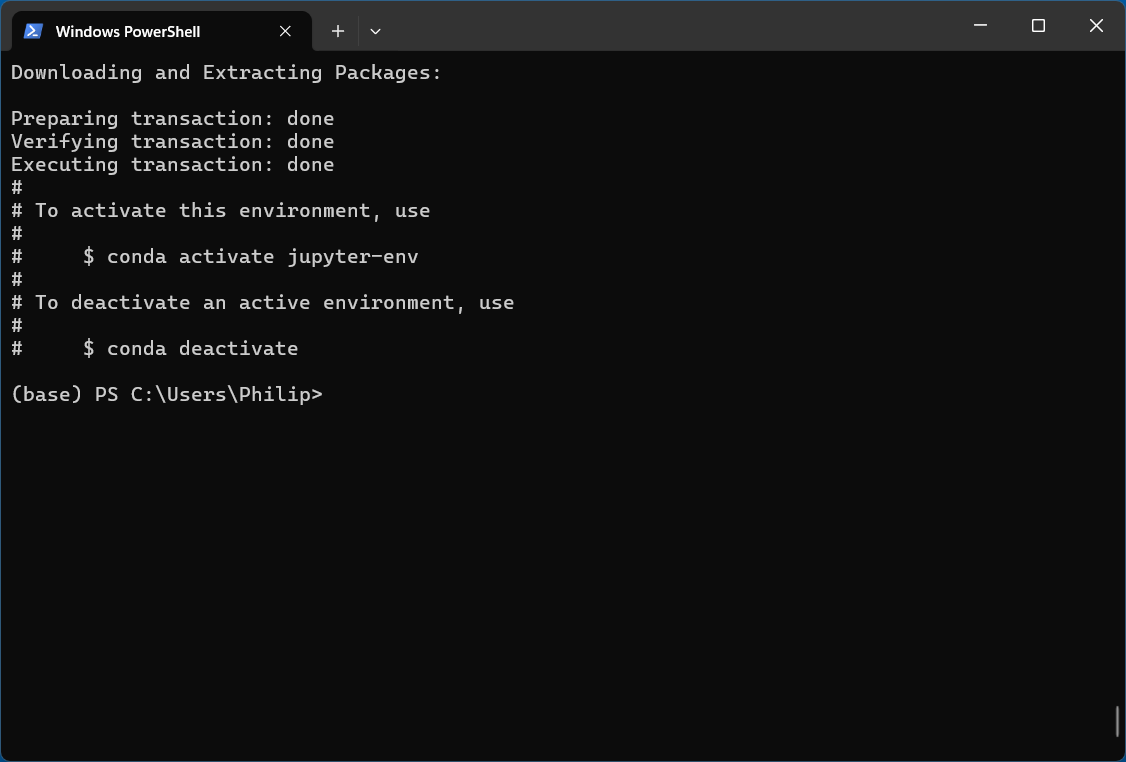 Windows PowerShell
Downloading and Extracting Packages:
Preparing transaction: done
Verifying transaction: done
Executing transaction: done
#
# To activate this environment, use
#
#     $ conda activate jupyter-env
#
# To deactivate an active environment, use
#
#     $ conda deactivate
(base) PS C:\Users\Philip>